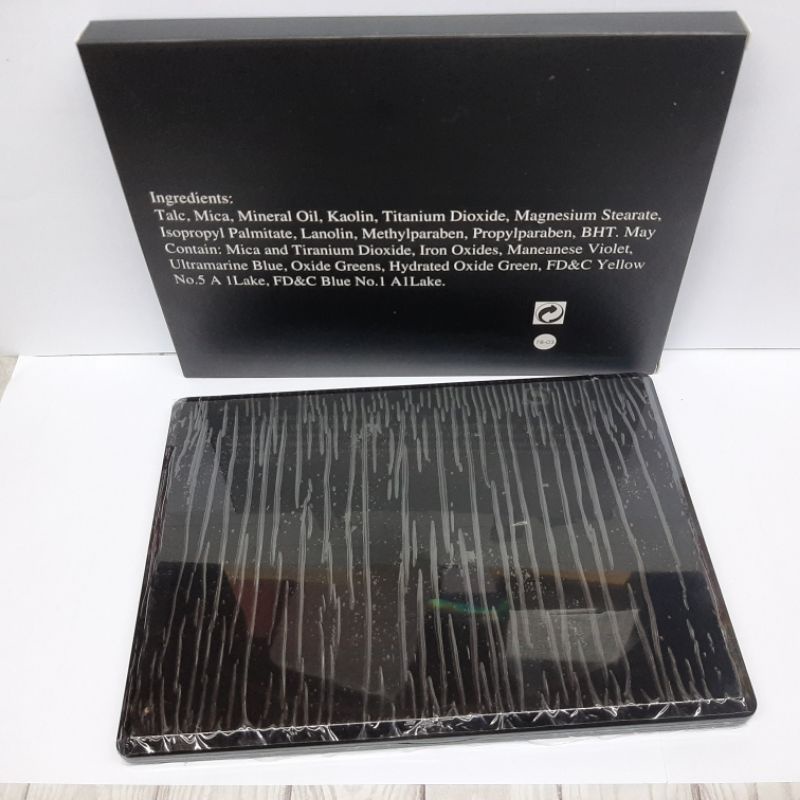 Ingredients:
Talc, Mica, Mineral Oil, Kaolin, Titanium Dioxide, Magnesium Stearate,
Isopropyl Palmitate, Lanolin, Methylparaben, Propylparaben, BHT. May
Contain: Mica and Tiranium Dioxide, Iron Oxides, Maneanese Violet,
Ultramarine Blue, Oxide Greens, Hydrated Oxide Green, FD&C Yellow
No.5 A 1Lake, FD&C Blue No.1 A1Lake.